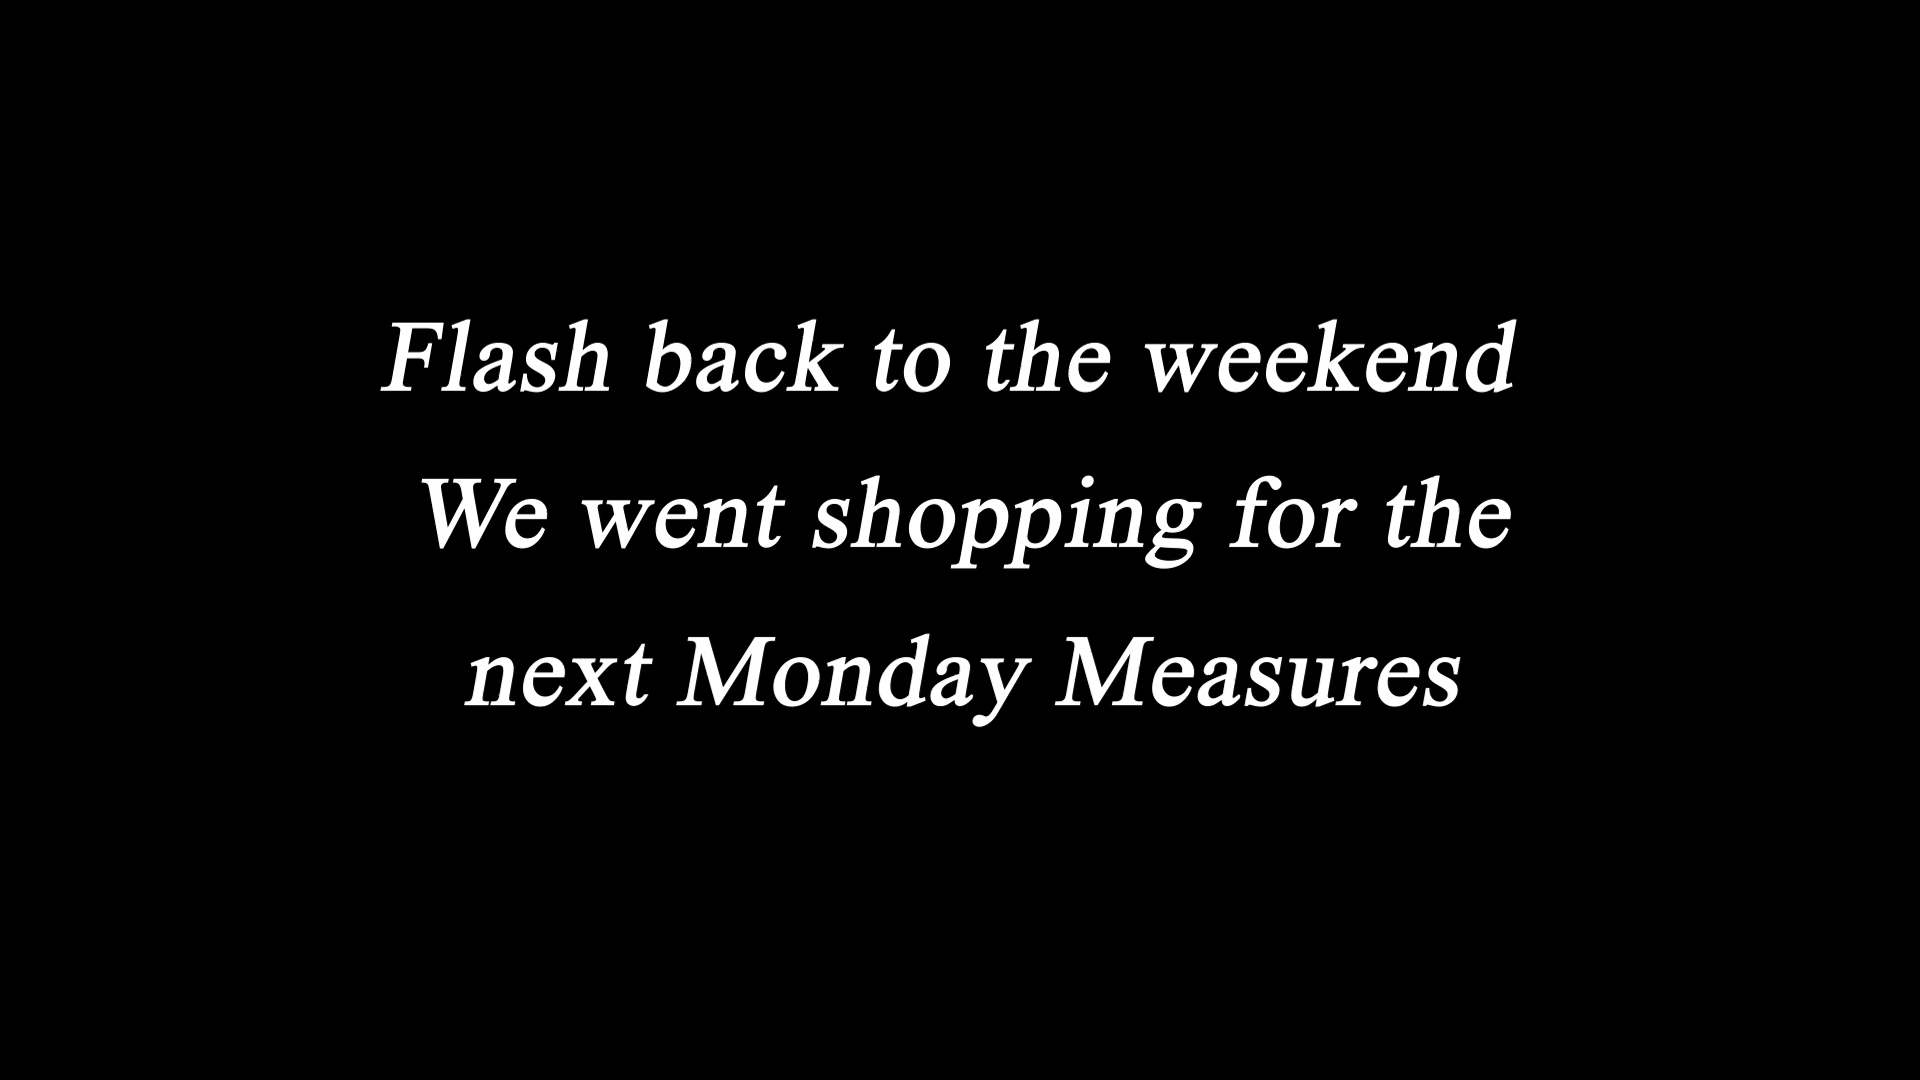 Flash back to the weekend
We went shopping for the
next Monday Measures